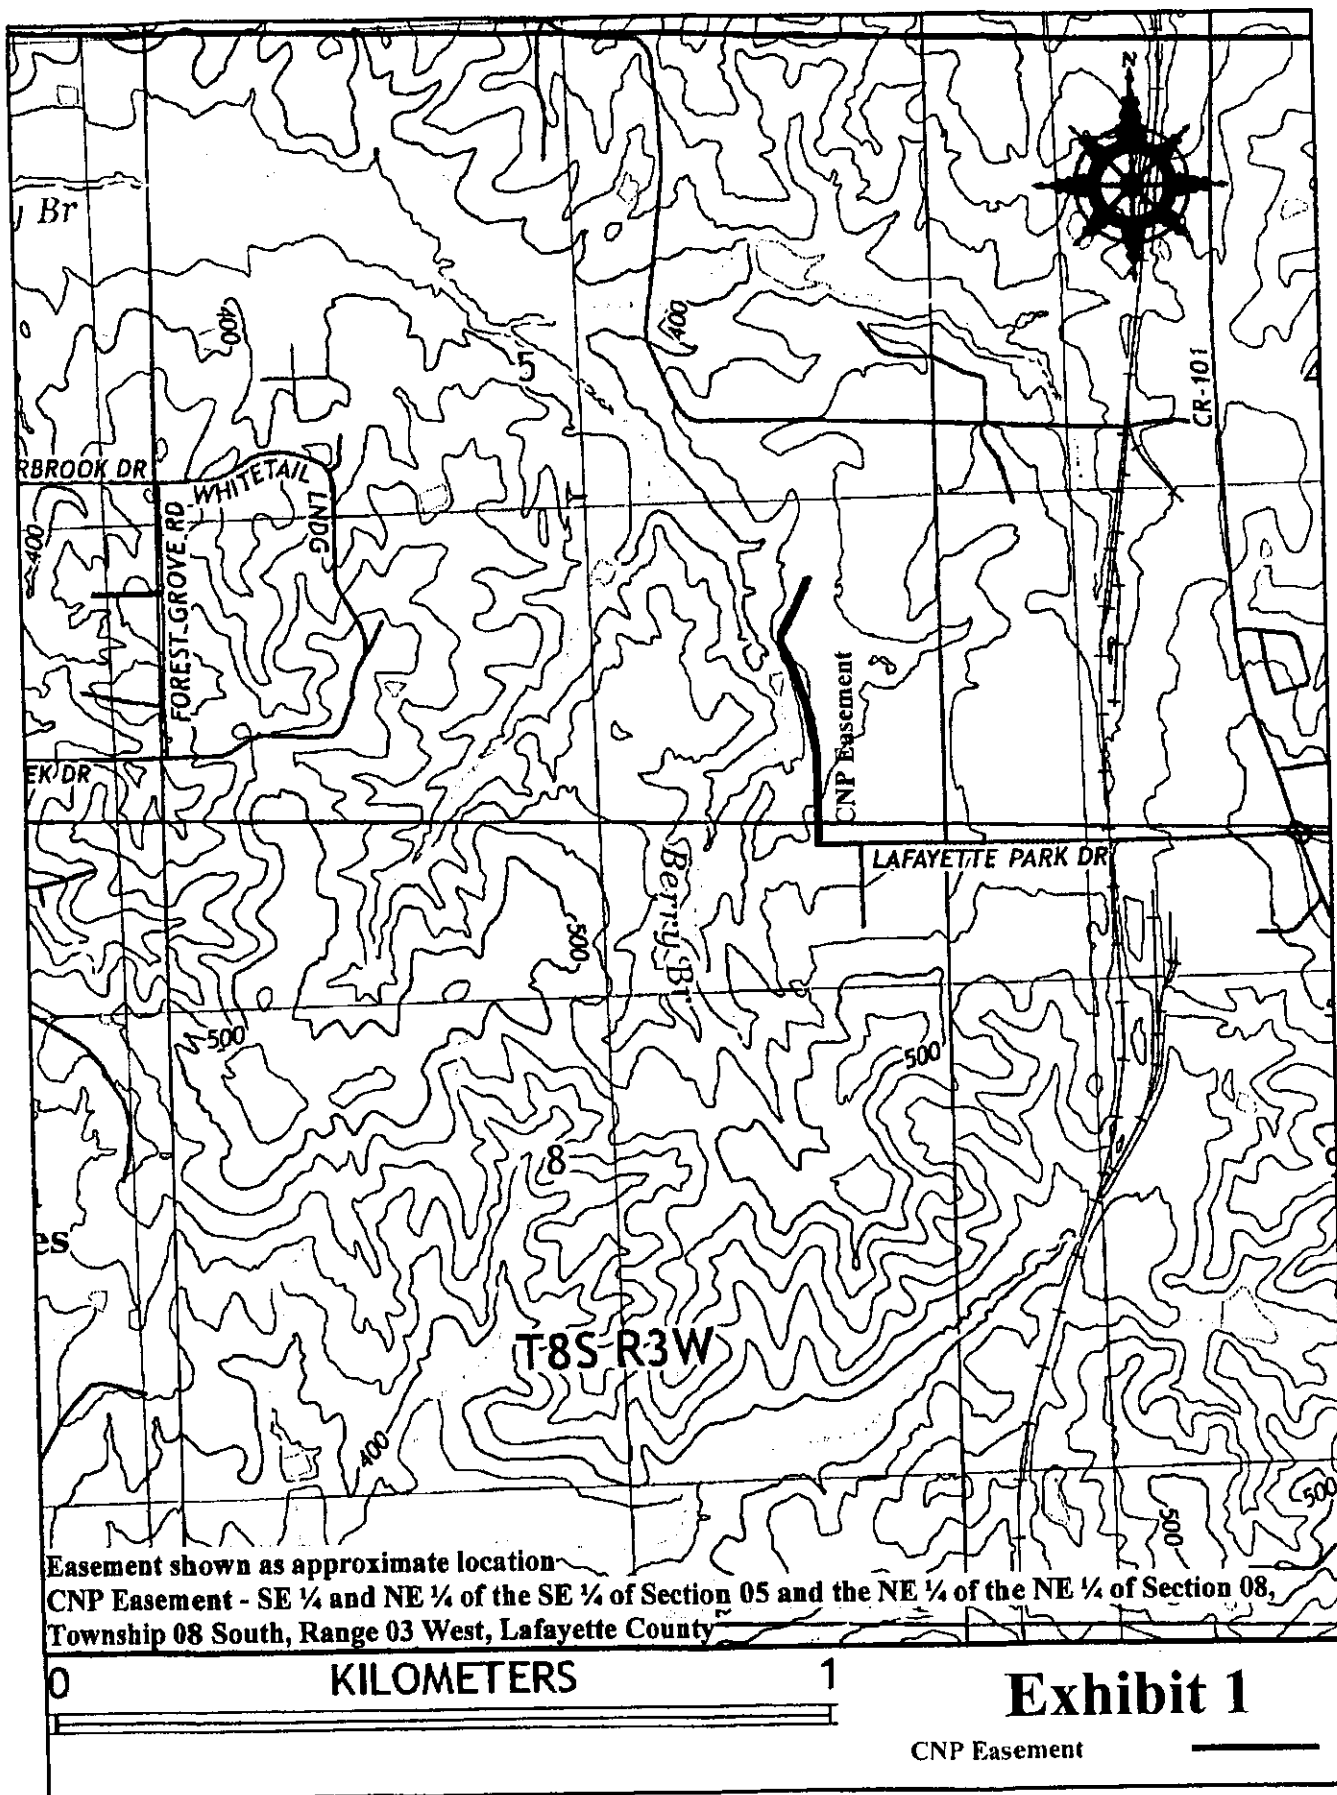 N
Br
400
400
5
CR-101
4
RBROOK DR
WHITETAIL
LNDG
FOREST GROVE RD
400
CNP Easement
EK DR
LAFAYETTE PARK DR
Berry Br
500
500
500
8
es
T8S R3W
400
500
500
Easement shown as approximate location
CNP Easement - SE ¼ and NE ¼ of the SE ¼ of Section 05 and the NE ¼ of the NE ¼ of Section 08,
Township 08 South, Range 03 West, Lafayette County
0 KILOMETERS 1
Exhibit 1
CNP Easement